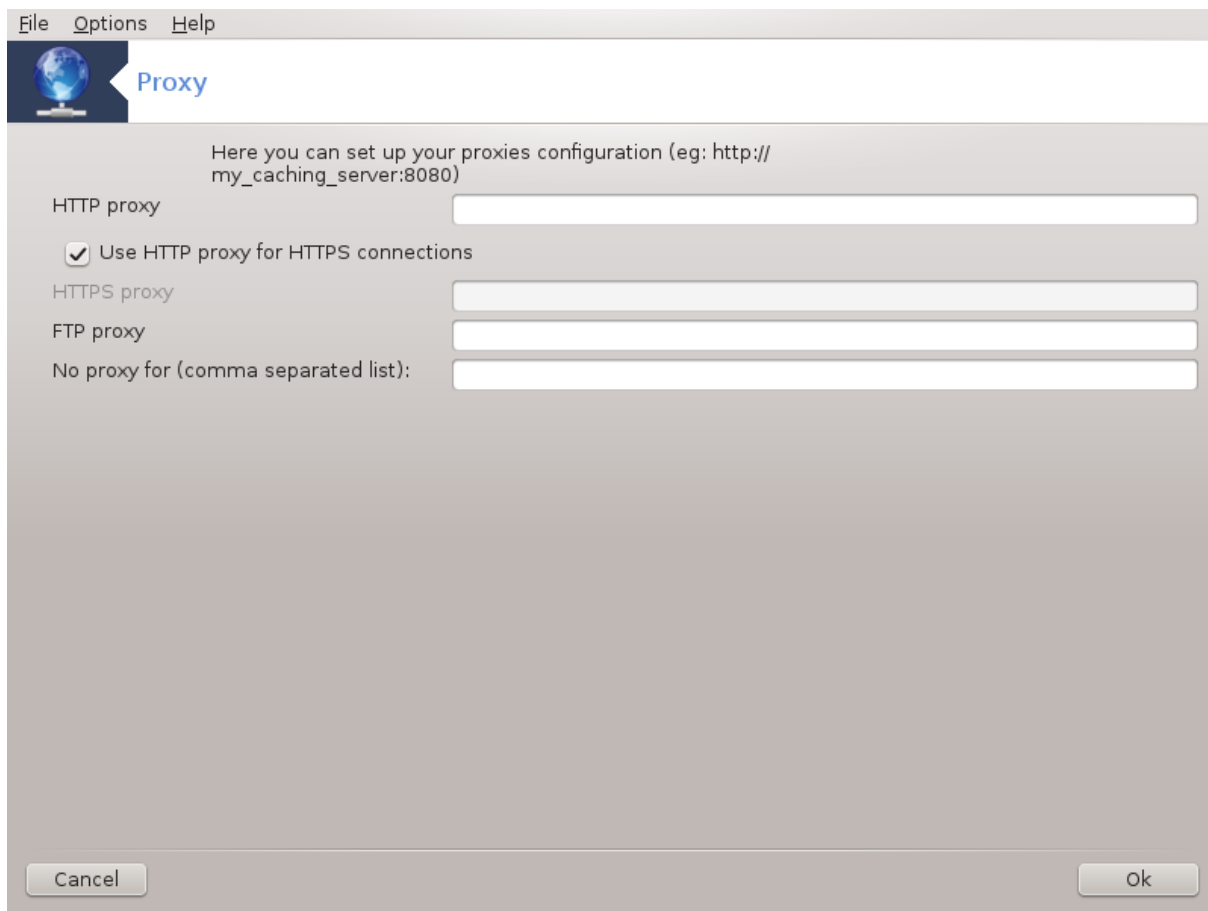 File Options Help
Proxy
Here you can set up your proxies configuration (eg: http://
my_caching_server:8080)
HTTP proxy
Use HTTP proxy for HTTPS connections
HTTPS proxy
FTP proxy
No proxy for (comma separated list):
Cancel Ok